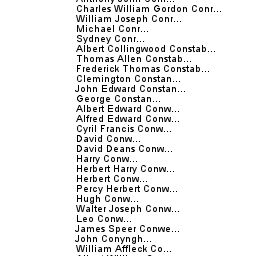 Anthony John Con...
Charles William Gordon Conr...
William Joseph Conr...
Michael Conr...
Sydney Conr...
Albert Collingwood Constab...
Thomas Allen Constab...
Frederick Thomas Constab...
Clemington Constan...
John Edward Constan...
George Constan...
Albert Edward Conw...
Alfred Edward Conw...
Cyril Francis Conw...
David Conw...
David Deans Conw...
Harry Conw...
Herbert Harry Conw...
Herbert Conw...
Percy Herbert Conw...
Hugh Conw...
Walter Joseph Conw...
Leo Conw...
James Speer Conwe...
John Conyngh...
William Affleck Co...